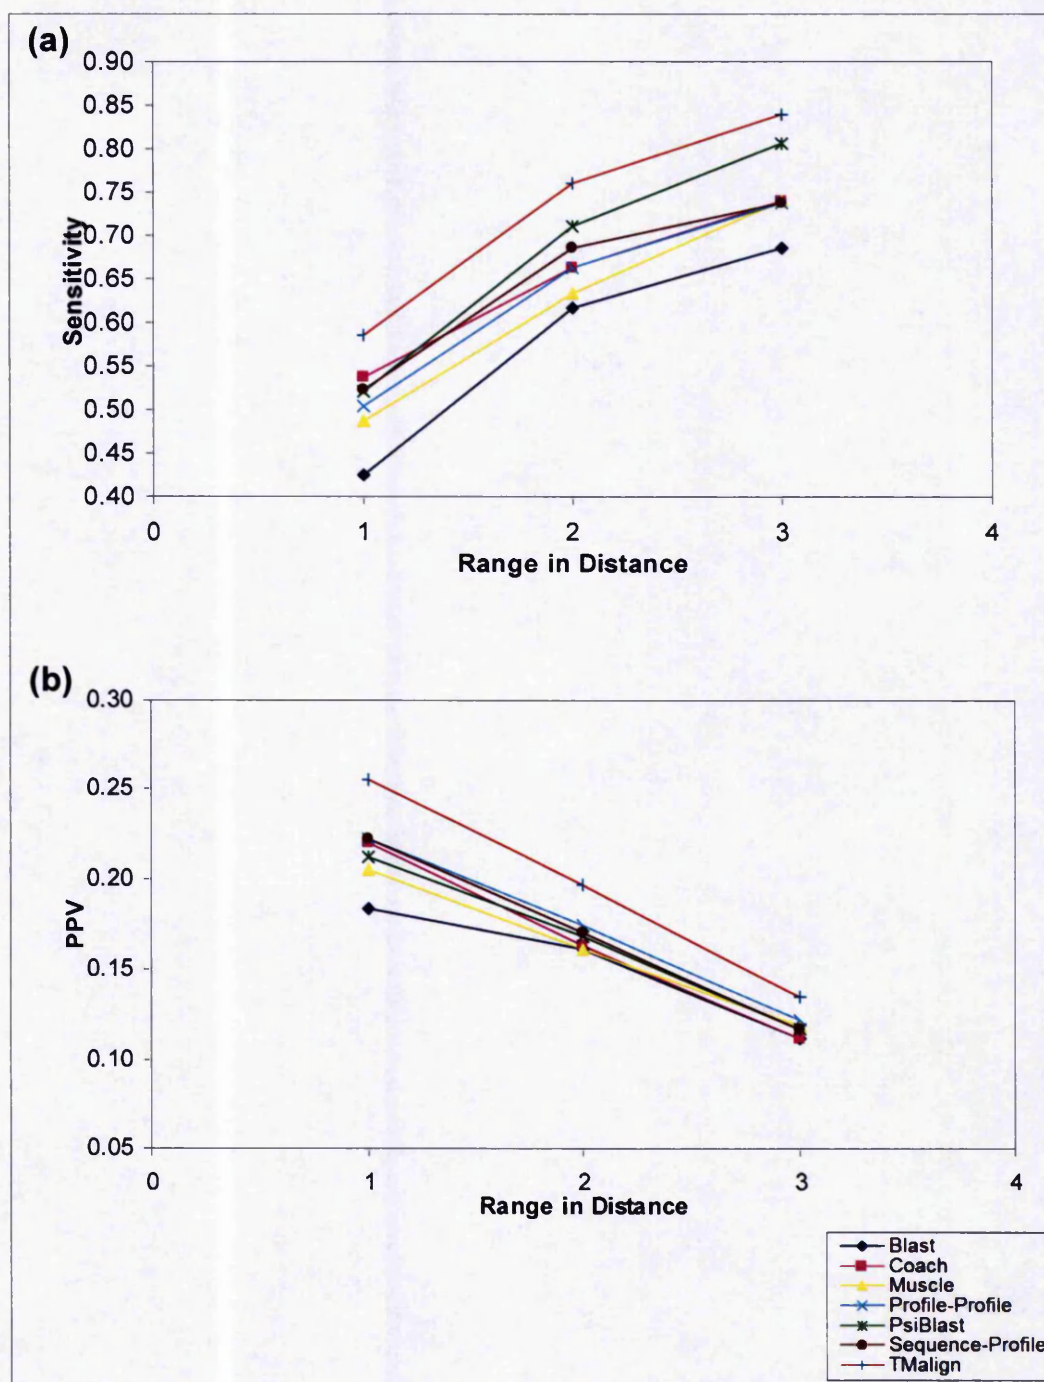 (a)
0.90
0.85
0.80
0.75
0.70
0.65
0.60
0.55
0.50
0.45
0.40
Sensitivity
0 1 2 3 4
Range in Distance
(b)
0.30
0.25
0.20
0.15
0.10
0.05
PPV
0 1 2 3 4
Range in Distance
Blast
Coach
Muscle
Profile-Profile
PsiBlast
Sequence-Profile
TMalign